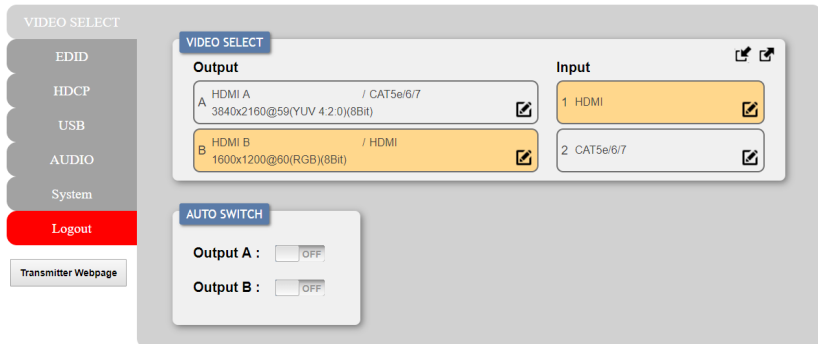 VIDEO SELECT
EDID
HDCP
USB
AUDIO
System
Logout
Transmitter Webpage
VIDEO SELECT
Output
A HDMI A / CAT5e/6/7
3840x2160@59(YUV 4:2:0)(8Bit)
B HDMI B / HDMI
1600x1200@60(RGB)(8Bit)
Input
1 HDMI
2 CAT5e/6/7
AUTO SWITCH
Output A : OFF
Output B : OFF